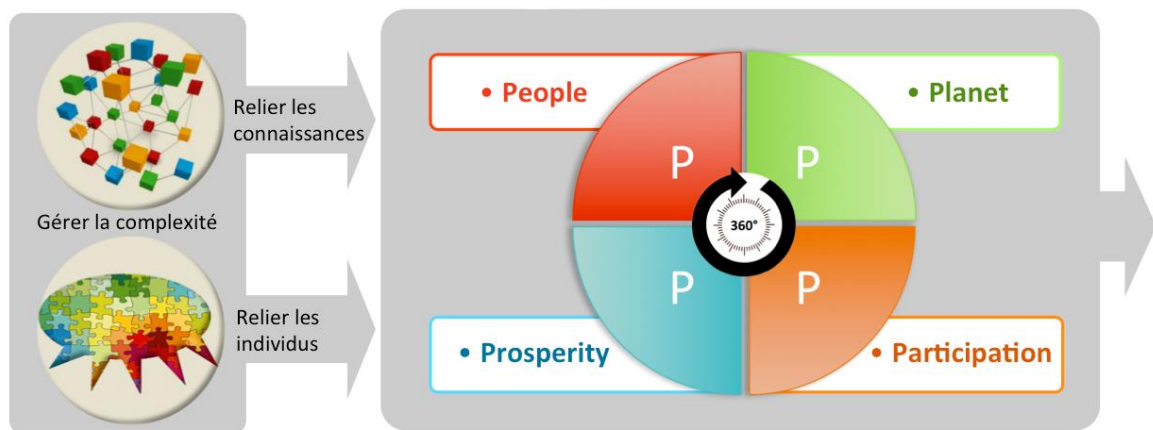 Relier les
connaissances
Gérer la complexité
Relier les
individus
• People
• Planet
P
P
360°
P
P
• Prosperity
• Participation